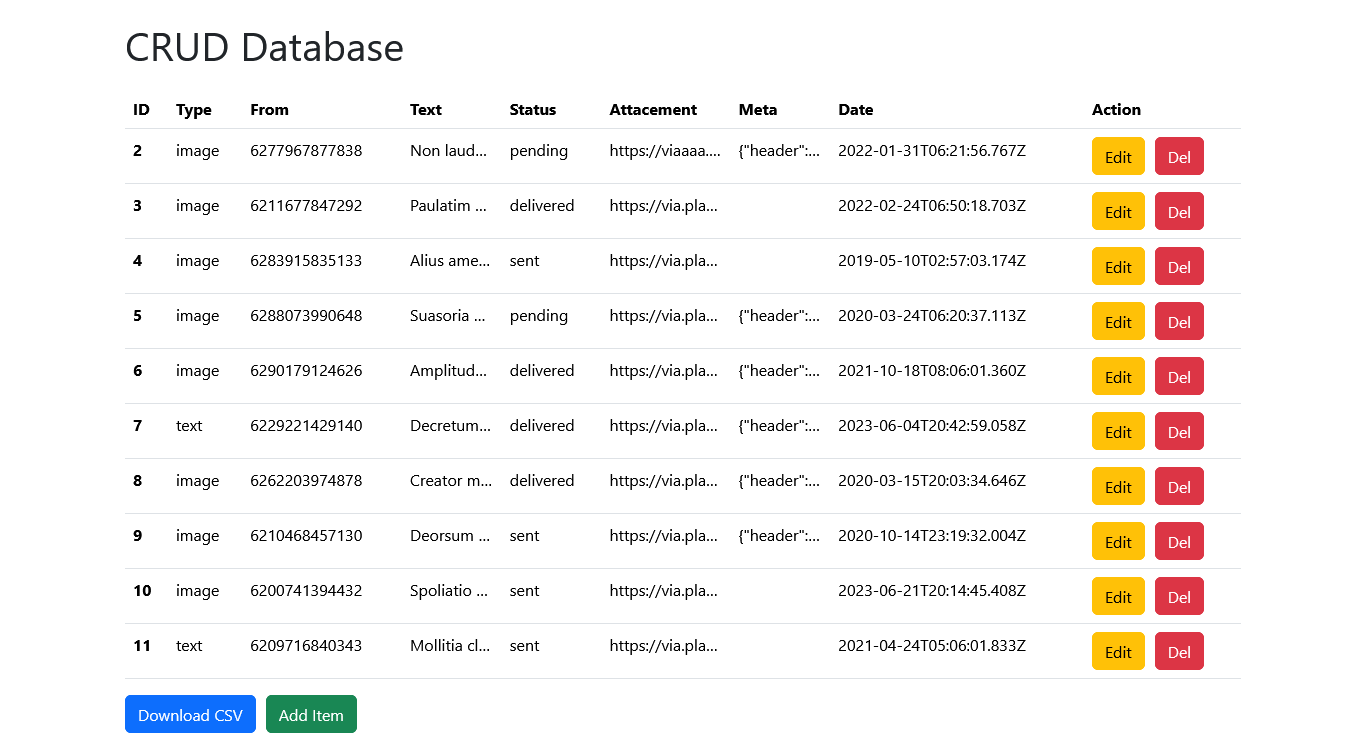 CRUD Database
ID Type From Text Status Attacement Meta Date Action
2 image 6277967877838 Non laud... pending https://viaaaa.... {"header":... 2022-01-31T06:21:56.767Z Edit Del
3 image 6211677847292 Paulatim ... delivered https://via.pla... 2022-02-24T06:50:18.703Z Edit Del
4 image 6283915835133 Alius ame... sent https://via.pla... 2019-05-10T02:57:03.174Z Edit Del
5 image 6288073990648 Suasoria ... pending https://via.pla... {"header":... 2020-03-24T06:20:37.113Z Edit Del
6 image 6290179124626 Amplitud... delivered https://via.pla... {"header":... 2021-10-18T08:06:01.360Z Edit Del
7 text 6229221429140 Decretum... delivered https://via.pla... {"header":... 2023-06-04T20:42:59.058Z Edit Del
8 image 6262203974878 Creator m... delivered https://via.pla... {"header":... 2020-03-15T20:03:34.646Z Edit Del
9 image 6210468457130 Deorsum ... sent https://via.pla... {"header":... 2020-10-14T23:19:32.004Z Edit Del
10 image 6200741394432 Spoliatio ... sent https://via.pla... 2023-06-21T20:14:45.408Z Edit Del
11 text 6209716840343 Mollitia cl... sent https://via.pla... 2021-04-24T05:06:01.833Z Edit Del
Download CSV Add Item